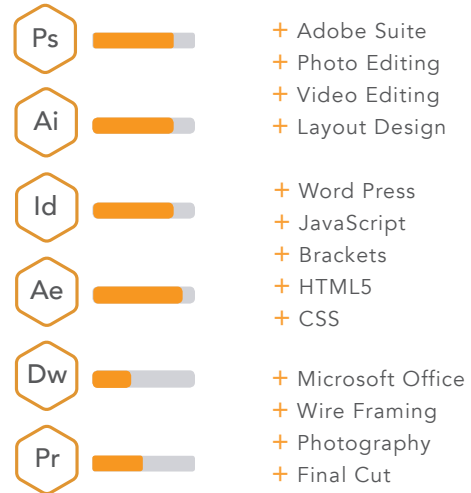 Ps
Ai
Id
Ae
Dw
Pr
+ Adobe Suite
+ Photo Editing
+ Video Editing
+ Layout Design
+ Word Press
+ JavaScript
+ Brackets
+ HTML5
+ CSS
+ Microsoft Office
+ Wire Framing
+ Photography
+ Final Cut